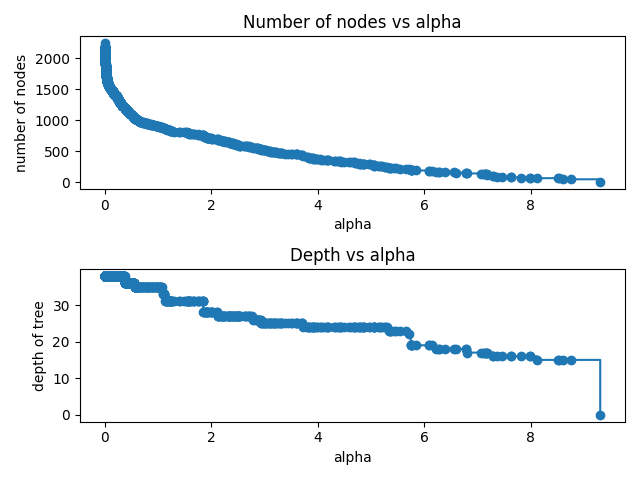 Number of nodes vs alpha
number of nodes
2000
1500
1000
500
0
0 2 4 6 8
alpha
Depth vs alpha
depth of tree
30
20
10
0
0 2 4 6 8
alpha